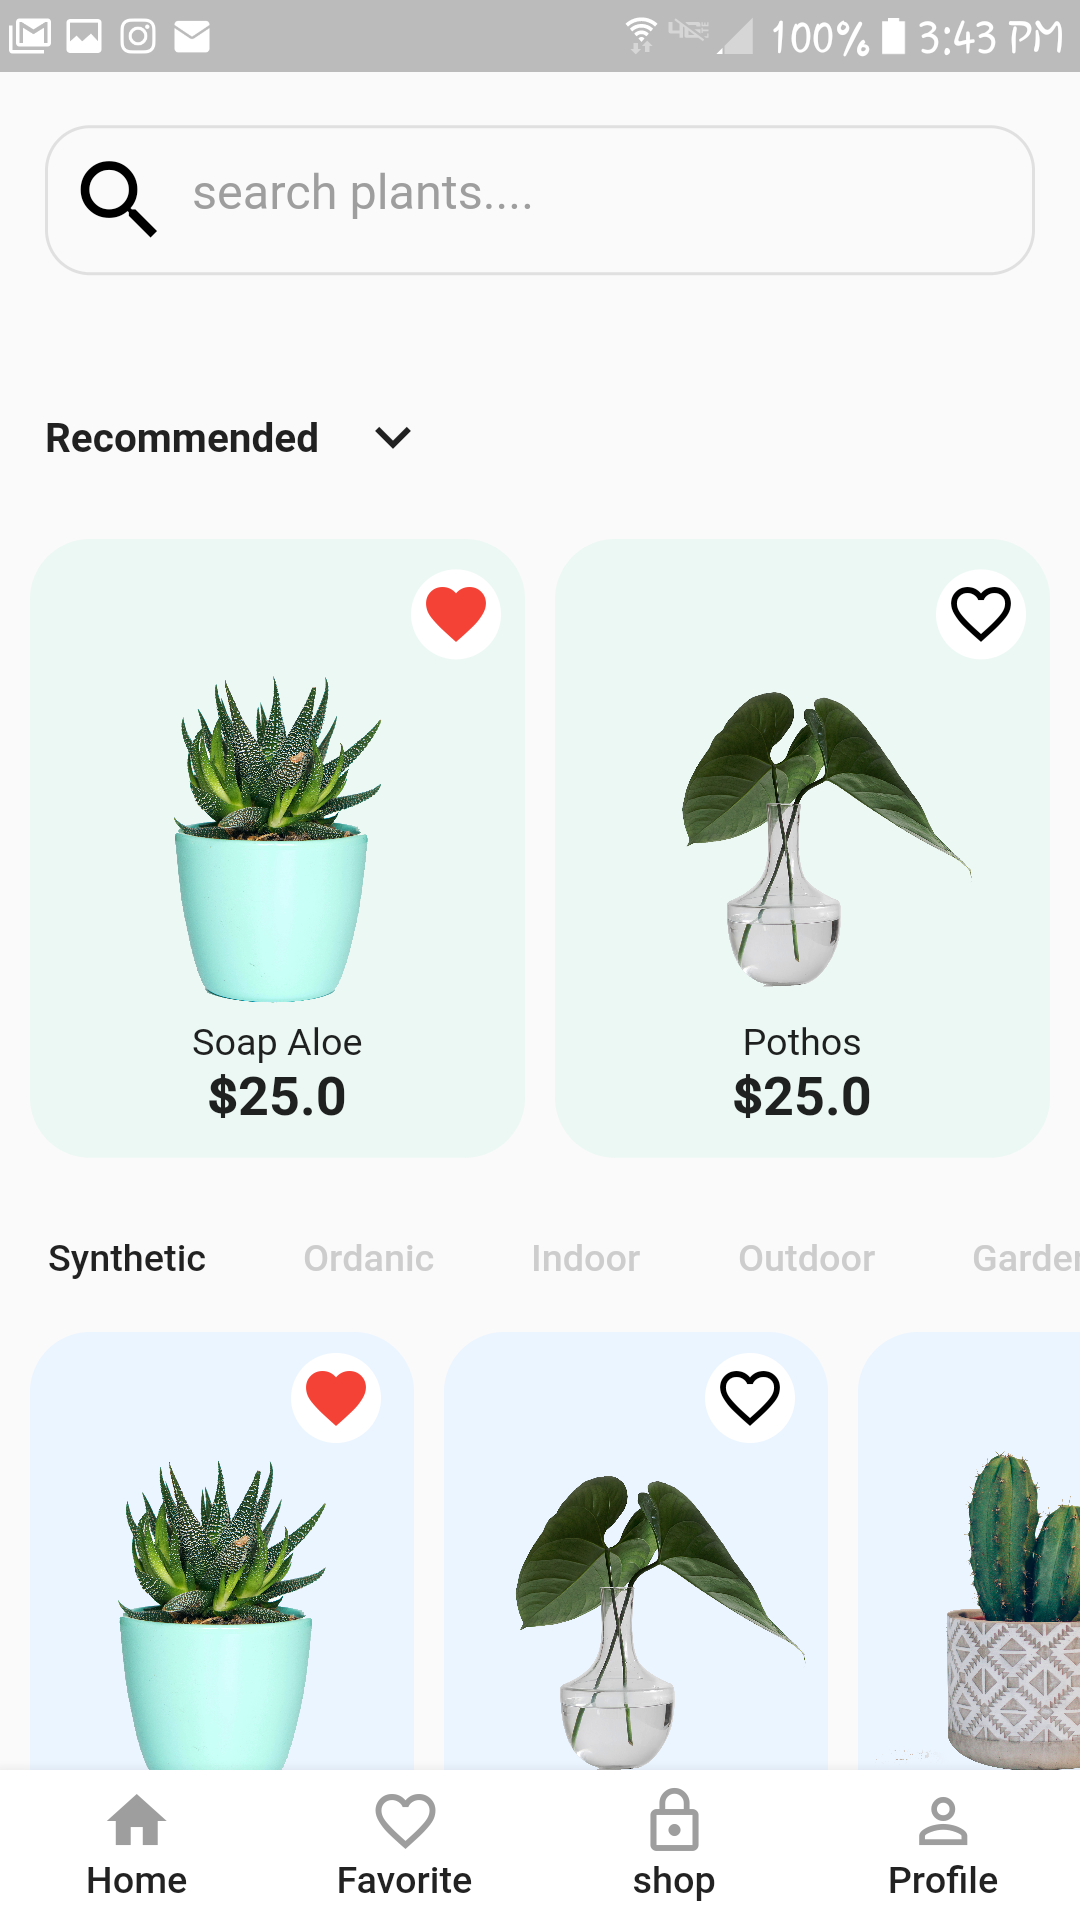 100% 3:43 PM
search plants....
Recommended
Soap Aloe
$25.0
Pothos
$25.0
Synthetic Ordanic Indoor Outdoor Garden
Home Favorite shop Profile